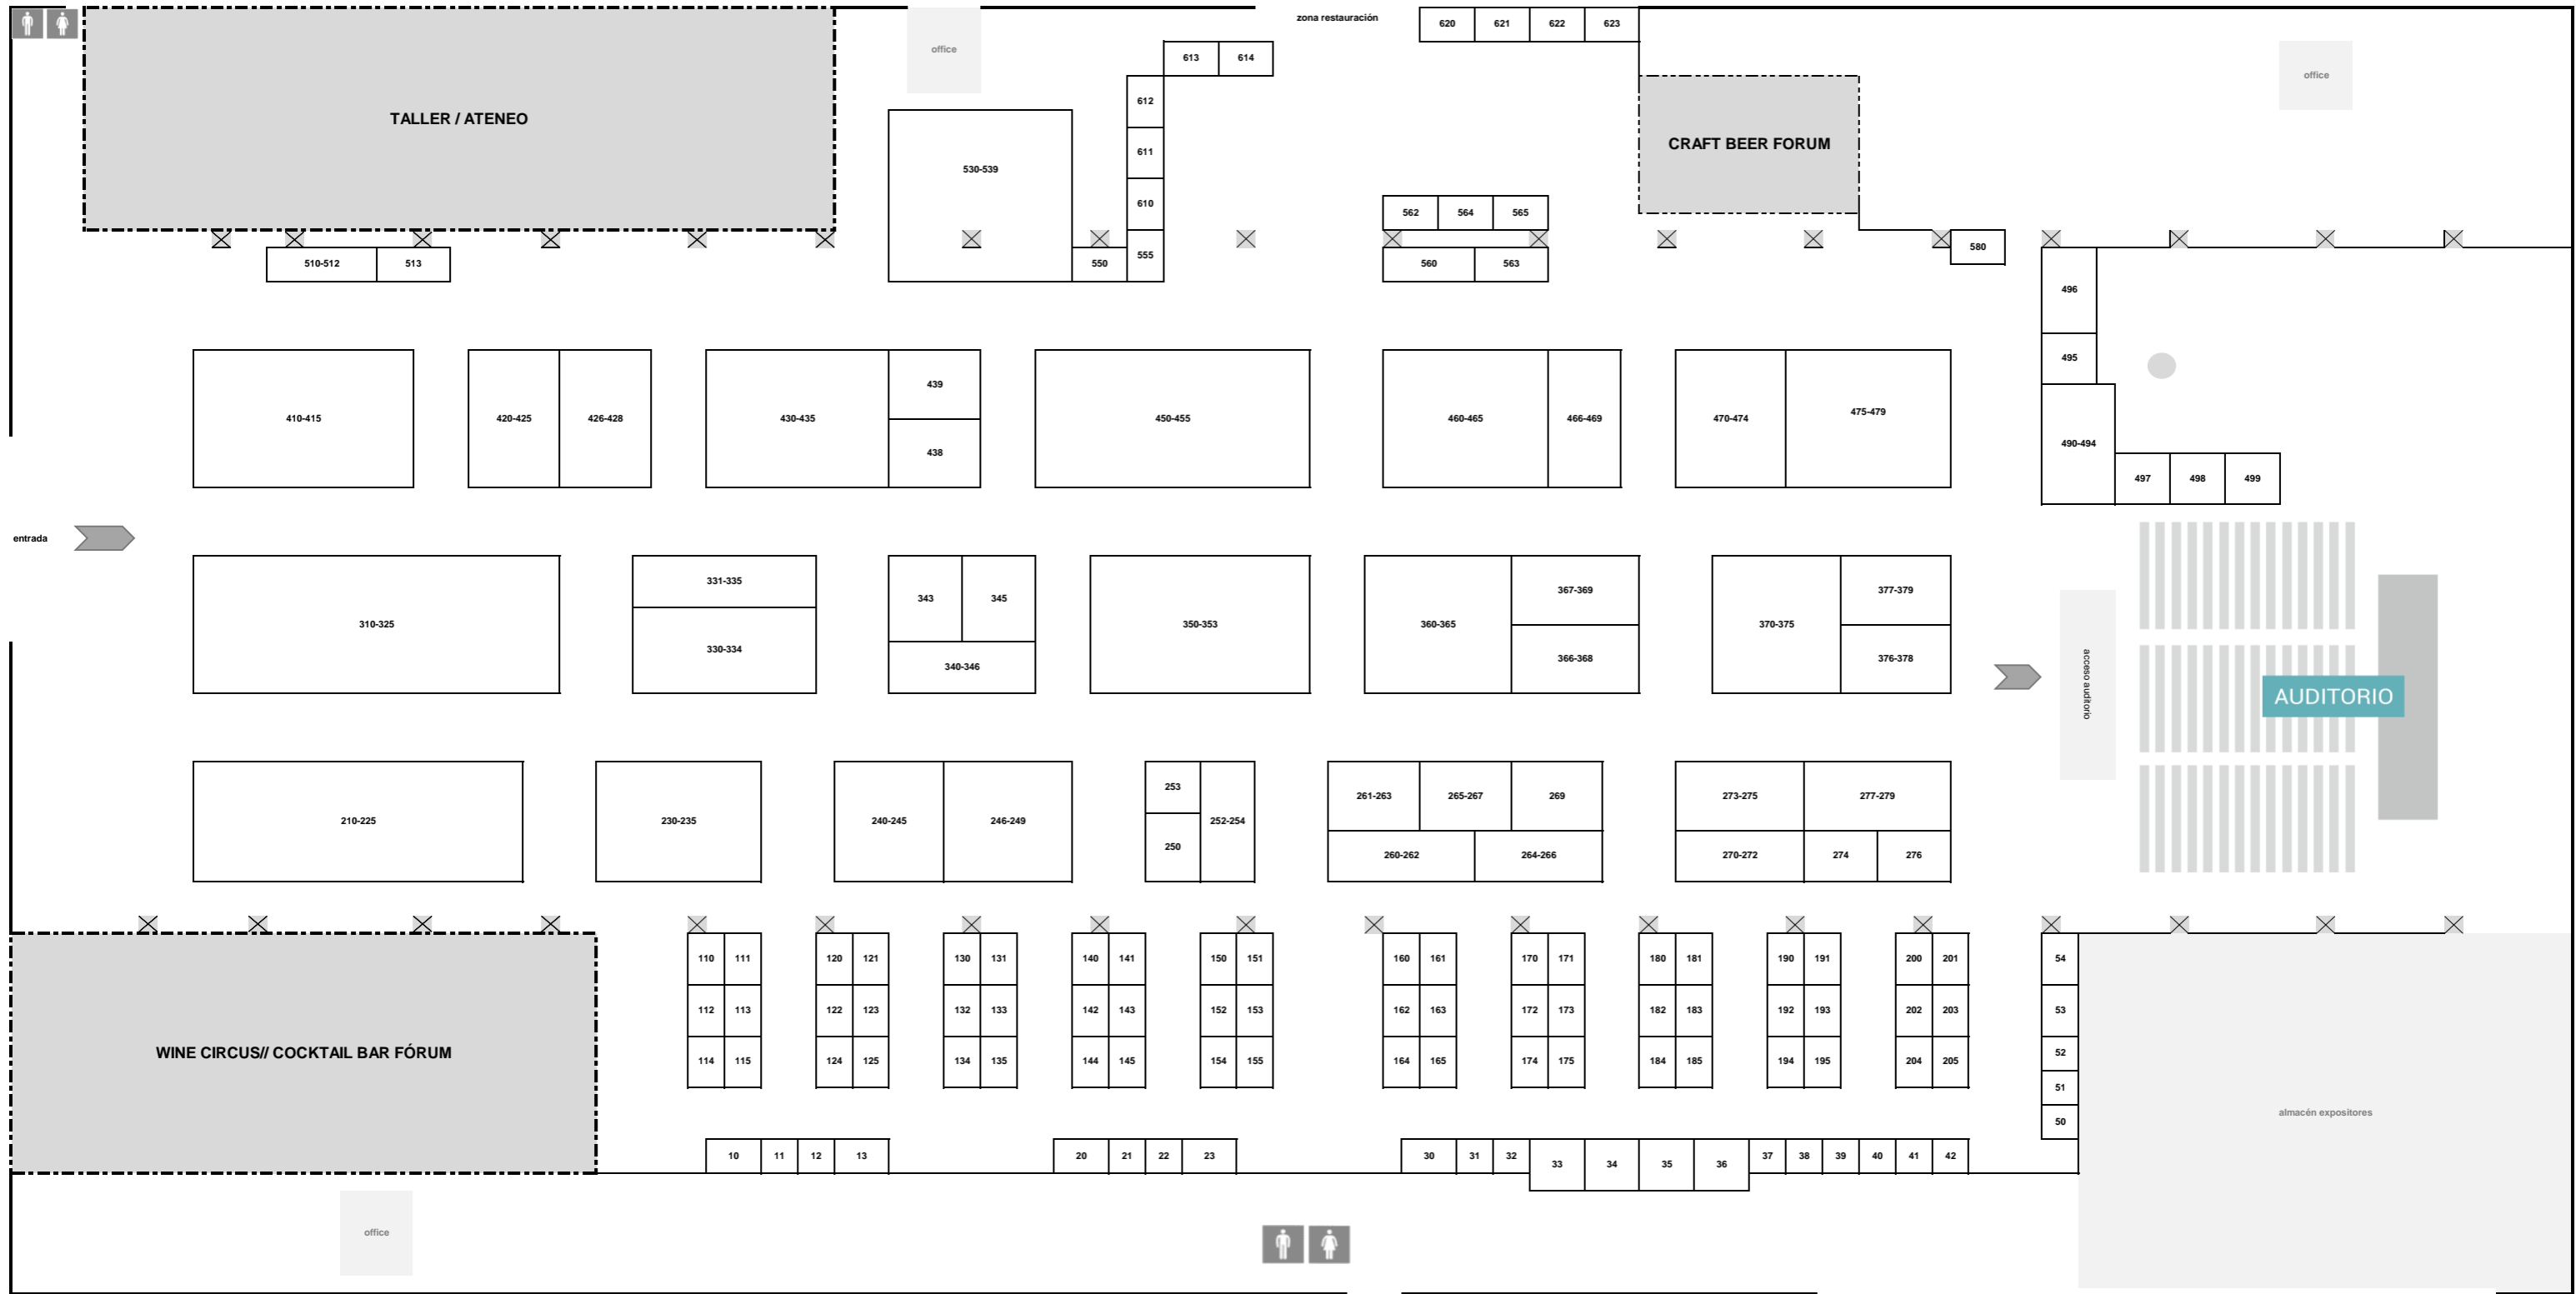 zona restauración
620 621 622 623
office
613 614
office
612
TALLER / ATENEO
CRAFT BEER FORUM
611
530-539
610
562 564 565
580
555
510-512 513
550
560 563
496
495
439
410-415
420-425 426-428
430-435
450-455
460-465 466-469
470-474 475-479
490-494
438
497 498 499
entrada
331-335
343 345
367-369
377-379
310-325
350-353
360-365
370-375
330-334
366-368
376-378
340-346
acceso auditorio
AUDITORIO
253
261-263 265-267 269
273-275 277-279
210-225
230-235
240-245 246-249
252-254
250
260-262 264-266
270-272 274 276
110 111 120 121 130 131 140 141 150 151 160 161 170 171 180 181 190 191 200 201 54
112 113 122 123 132 133 142 143 152 153 162 163 172 173 182 183 192 193 202 203 53
WINE CIRCUS// COCKTAIL BAR FÓRUM
52
114 115 124 125 134 135 144 145 154 155 164 165 174 175 184 185 194 195 204 205
51
almacén expositores
50
10 11 12 13 20 21 22 23 30 31 32 33 34 35 36 37 38 39 40 41 42
office